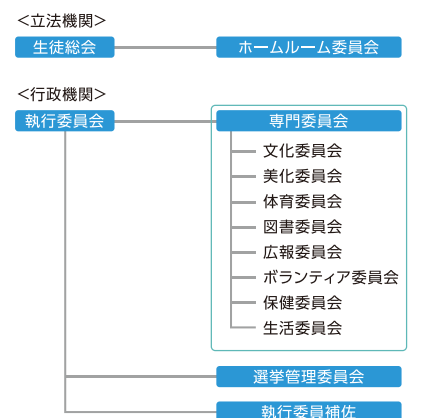 ＜立法機関＞
生徒総会
ホームルーム委員会
＜行政機関＞
執行委員会
専門委員会
文化委員会
美化委員会
体育委員会
図書委員会
広報委員会
ボランティア委員会
保健委員会
生活委員会
選挙管理委員会
執行委員補佐